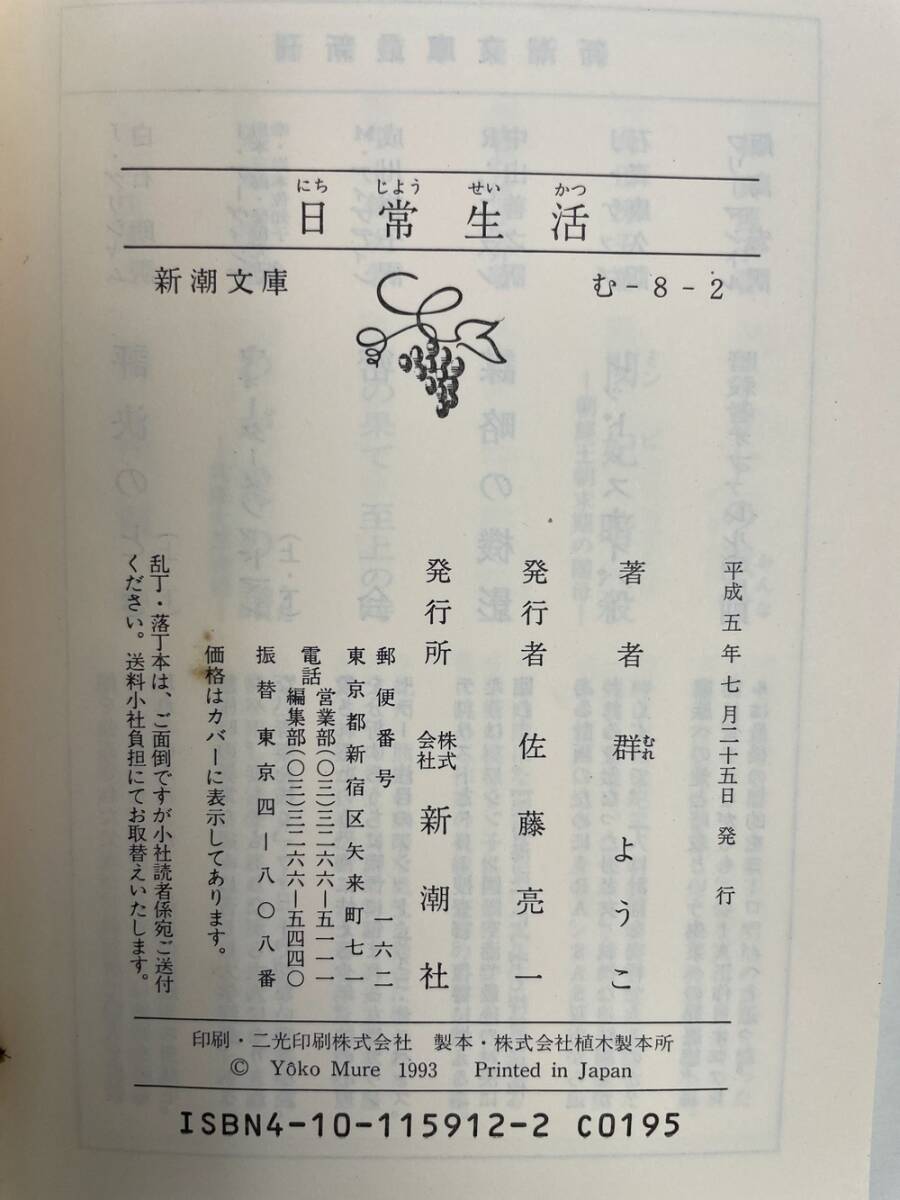 にち じよう せい かつ
日常生活
新潮文庫 む-8-2
平成五年七月二十五日発行
著者 群 ようこ
むれ
発行者 佐藤亮一
発行所 株式会社 新潮社
郵便番号 一六二
東京都新宿区矢来町七一
電話 営業部(〇三)三二六六―五一一一
編集部(〇三)三二六六―五四四〇
振替東京四―八〇八番
価格はカバーに表示してあります。
乱丁・落丁本は、ご面倒ですが小社読者係宛ご送付
ください。送料小社負担にてお取替えいたします。
印刷・二光印刷株式会社 製本・株式会社植木製本所
© Yôko Mure 1993 Printed in Japan
ISBN4-10-115912-2 C0195